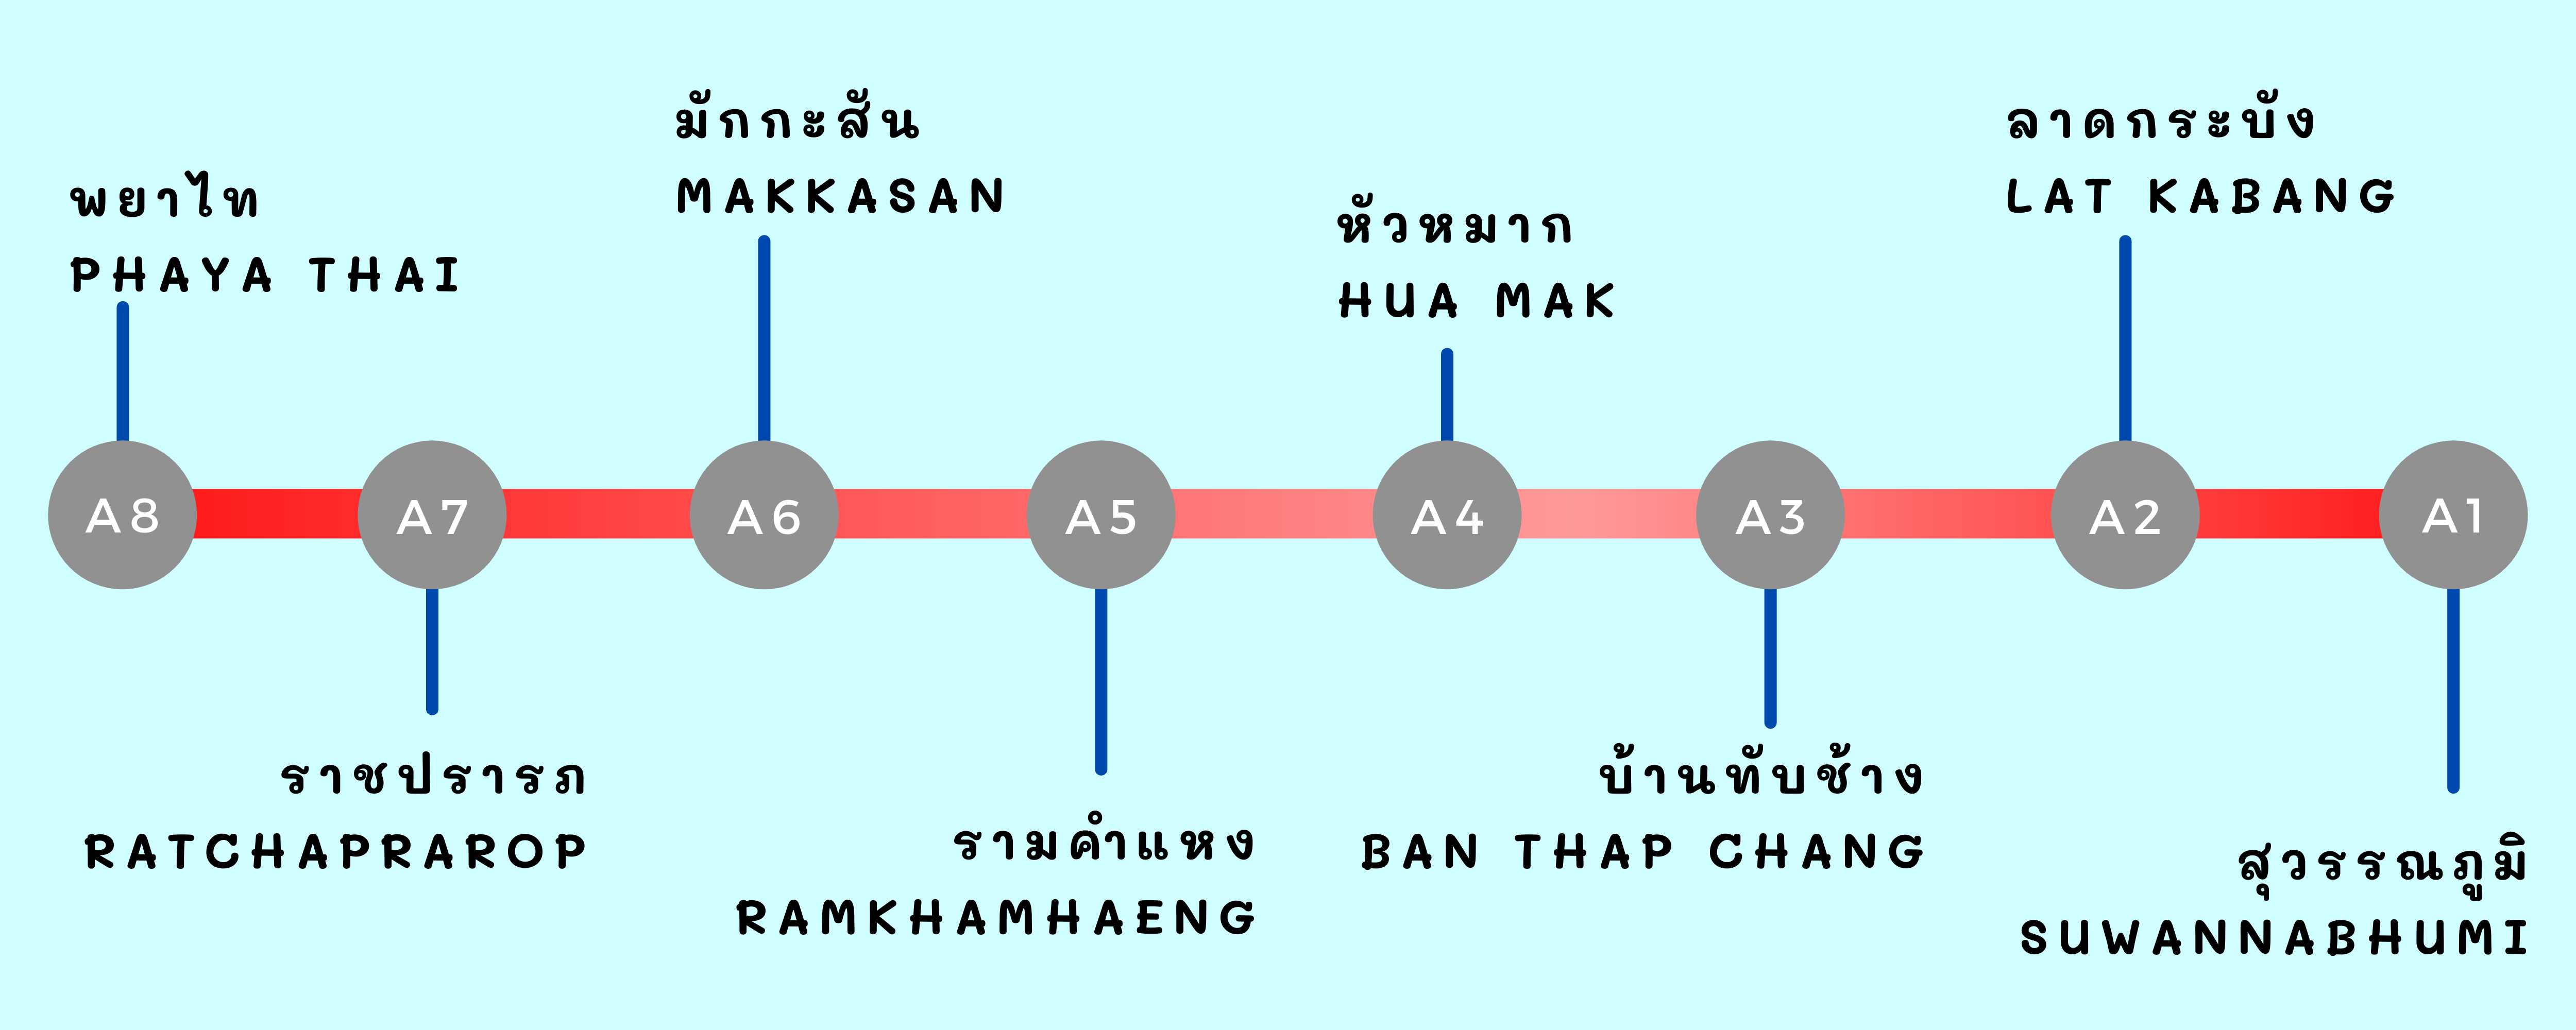 พยาไท
PHAYA THAI
มักกะสัน
MAKKASAN
หัวหมาก
HUA MAK
ลาดกระบัง
LAT KABANG
A8
A7
A6
A5
A4
A3
A2
A1
ราชปรารภ
RATCHAPRAROP
รามคำแหง
RAMKHAMHAENG
บ้านทับช้าง
BAN THAP CHANG
สุวรรณภูมิ
SUWANNABHUMI